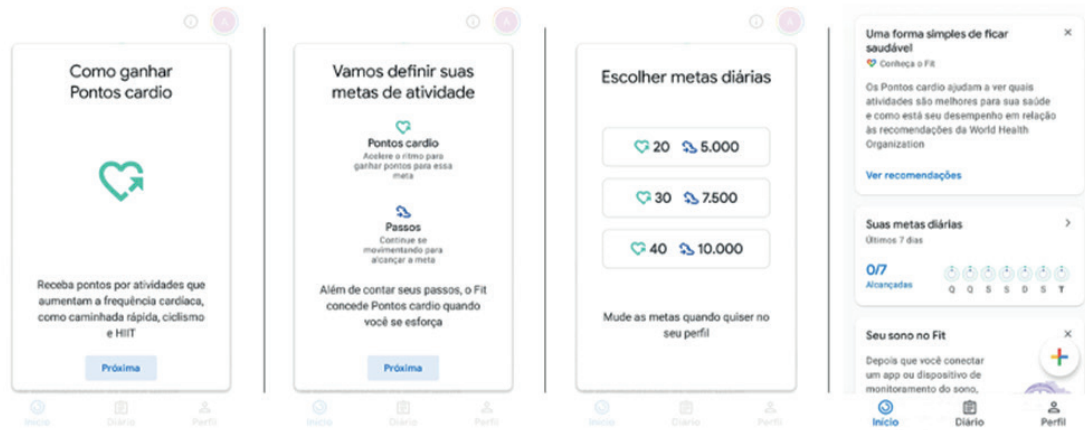 A
Como ganhar
Pontos cardio
Receba pontos por atividades que
aumentam a frequência cardíaca,
como caminhada rápida, ciclismo
e HIIT
Próxima
Início
Diário
Perfil
A
Vamos definir suas
metas de atividade
Pontos cardio
Acelere o ritmo para
ganhar pontos para essa
meta
Passos
Continue se
movimentando para
alcançar a meta
Além de contar seus passos, o Fit
concede Pontos cardio quando
você se esforça
Próxima
Início
Diário
Perfil
A
Escolher metas diárias
20 5.000
30 7.500
40 10.000
Mude as metas quando quiser no
seu perfil
Início
Diário
Perfil
Uma forma simples de ficar
saudável
Conheça o Fit
Os Pontos cardio ajudam a ver quais
atividades são melhores para sua saúde
e como está seu desempenho em relação
às recomendações da World Health
Organization
Ver recomendações
Suas metas diárias
Últimos 7 dias
0/7
Alcançadas
Q Q S S D S T
Seu sono no Fit
Depois que você conectar
um app ou dispositivo de
monitoramento do sono,
Início
Diário
Perfil